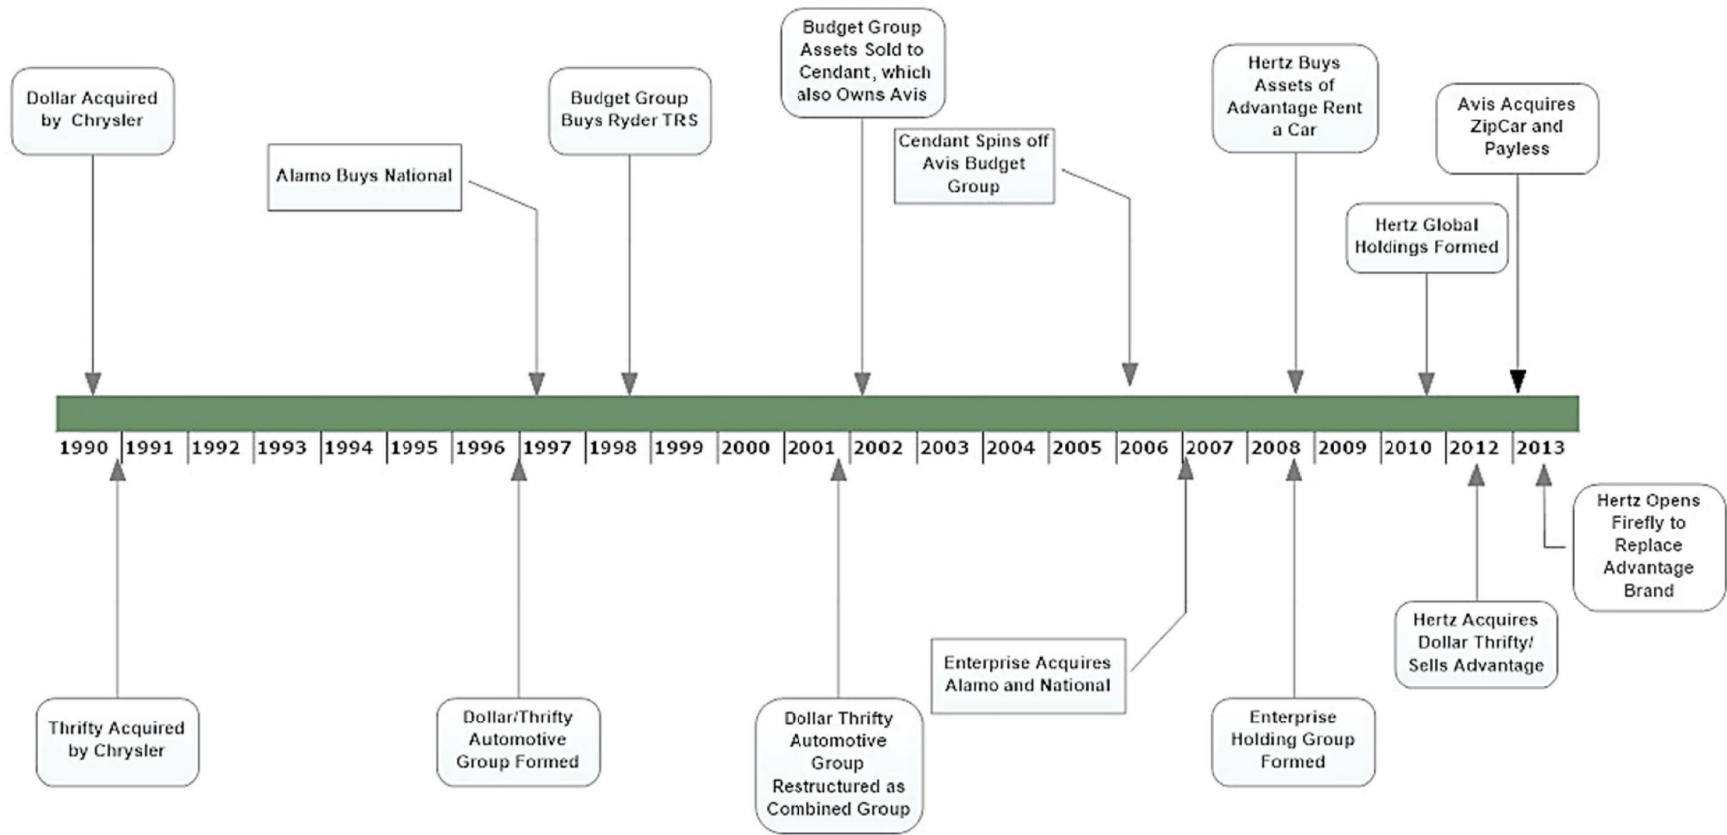 Dollar Acquired
by Chrysler
Alamo Buys National
Budget Group
Buys Ryder TRS
Budget Group
Assets Sold to
Cendant, which
also Owns Avis
Cendant Spins off
Avis Budget
Group
Hertz Buys
Assets of
Advantage Rent
a Car
Hertz Global
Holdings Formed
Avis Acquires
ZipCar and
Payless
1990 1991 1992 1993 1994 1995 1996 1997 1998 1999 2000 2001 2002 2003 2004 2005 2006 2007 2008 2009 2010 2012 2013
Thrifty Acquired
by Chrysler
Dollar/Thrifty
Automotive
Group Formed
Dollar Thrifty
Automotive
Group
Restructured as
Combined Group
Enterprise Acquires
Alamo and National
Enterprise
Holding Group
Formed
Hertz Acquires
Dollar Thrifty/
Sells Advantage
Hertz Opens
Firefly to
Replace
Advantage
Brand